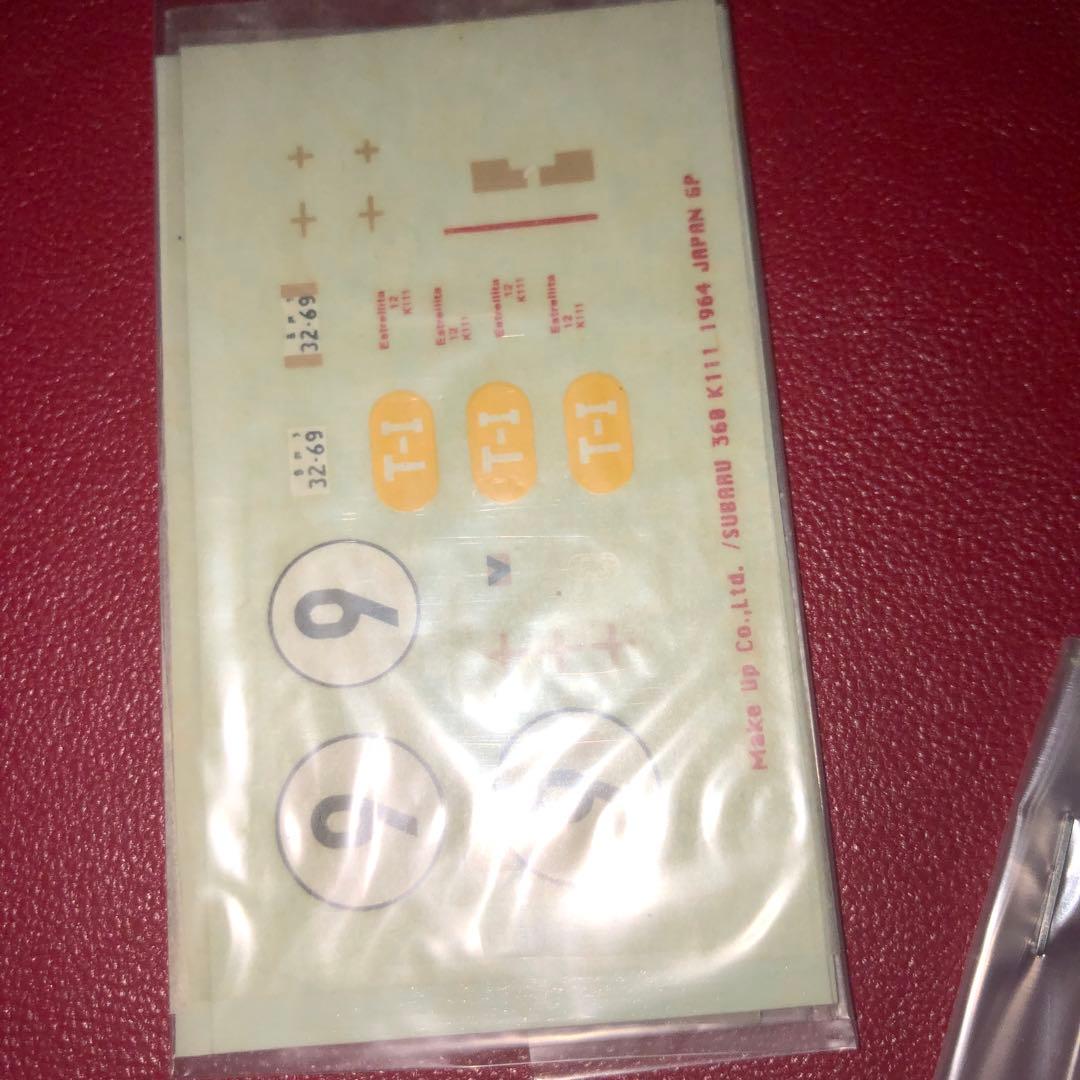 9
9
9
32·69
32·69
V
T-I
T-I
T-I
Estrellita
12
K111
Estrellita
12
K111
Estrellita
12
K111
Estrellita
12
K111
Make Up Co.,Ltd. /SUBARU 360 K111 1964 JAPAN GP